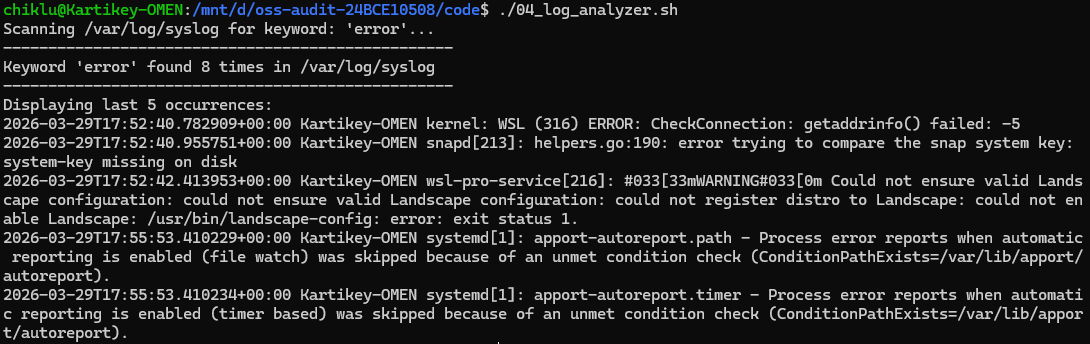 chiklu@Kartikey-OMEN:/mnt/d/oss-audit-24BCE10508/code$ ./04_log_analyzer.sh
Scanning /var/log/syslog for keyword: 'error'...
------------------------------------------------
Keyword 'error' found 8 times in /var/log/syslog
------------------------------------------------
Displaying last 5 occurrences:
2026-03-29T17:52:40.782909+00:00 Kartikey-OMEN kernel: WSL (316) ERROR: CheckConnection: getaddrinfo() failed: -5
2026-03-29T17:52:40.955751+00:00 Kartikey-OMEN snapd[213]: helpers.go:190: error trying to compare the snap system key:
system-key missing on disk
2026-03-29T17:52:42.413953+00:00 Kartikey-OMEN wsl-pro-service[216]: #033[33mWARNING#033[0m Could not ensure valid Lands
cape configuration: could not ensure valid Landscape configuration: could not register distro to Landscape: could not en
able Landscape: /usr/bin/landscape-config: error: exit status 1.
2026-03-29T17:55:53.410229+00:00 Kartikey-OMEN systemd[1]: apport-autoreport.path - Process error reports when automatic
 reporting is enabled (file watch) was skipped because of an unmet condition check (ConditionPathExists=/var/lib/apport/
autoreport).
2026-03-29T17:55:53.410234+00:00 Kartikey-OMEN systemd[1]: apport-autoreport.timer - Process error reports when automati
c reporting is enabled (timer based) was skipped because of an unmet condition check (ConditionPathExists=/var/lib/appor
t/autoreport).